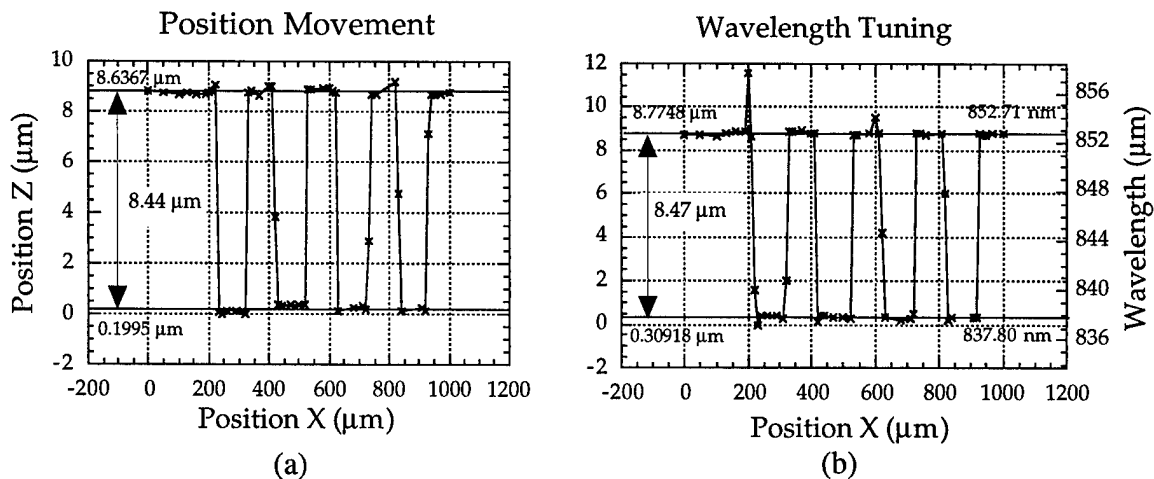 Position Movement
Wavelength Tuning
10
8
6
4
2
0
-2
8.6367 µm
8.44 µm
0.1995 µm
-200 0 200 400 600 800 1000 1200
Position Z (µm)
Position X (µm)
(a)
12
10
8
6
4
2
0
-2
8.7748 µm
852.71 nm
8.47 µm
0.30918 µm
837.80 nm
856
852
848
844
840
836
Wavelength (µm)
-200 0 200 400 600 800 1000 1200
Position X (µm)
(b)